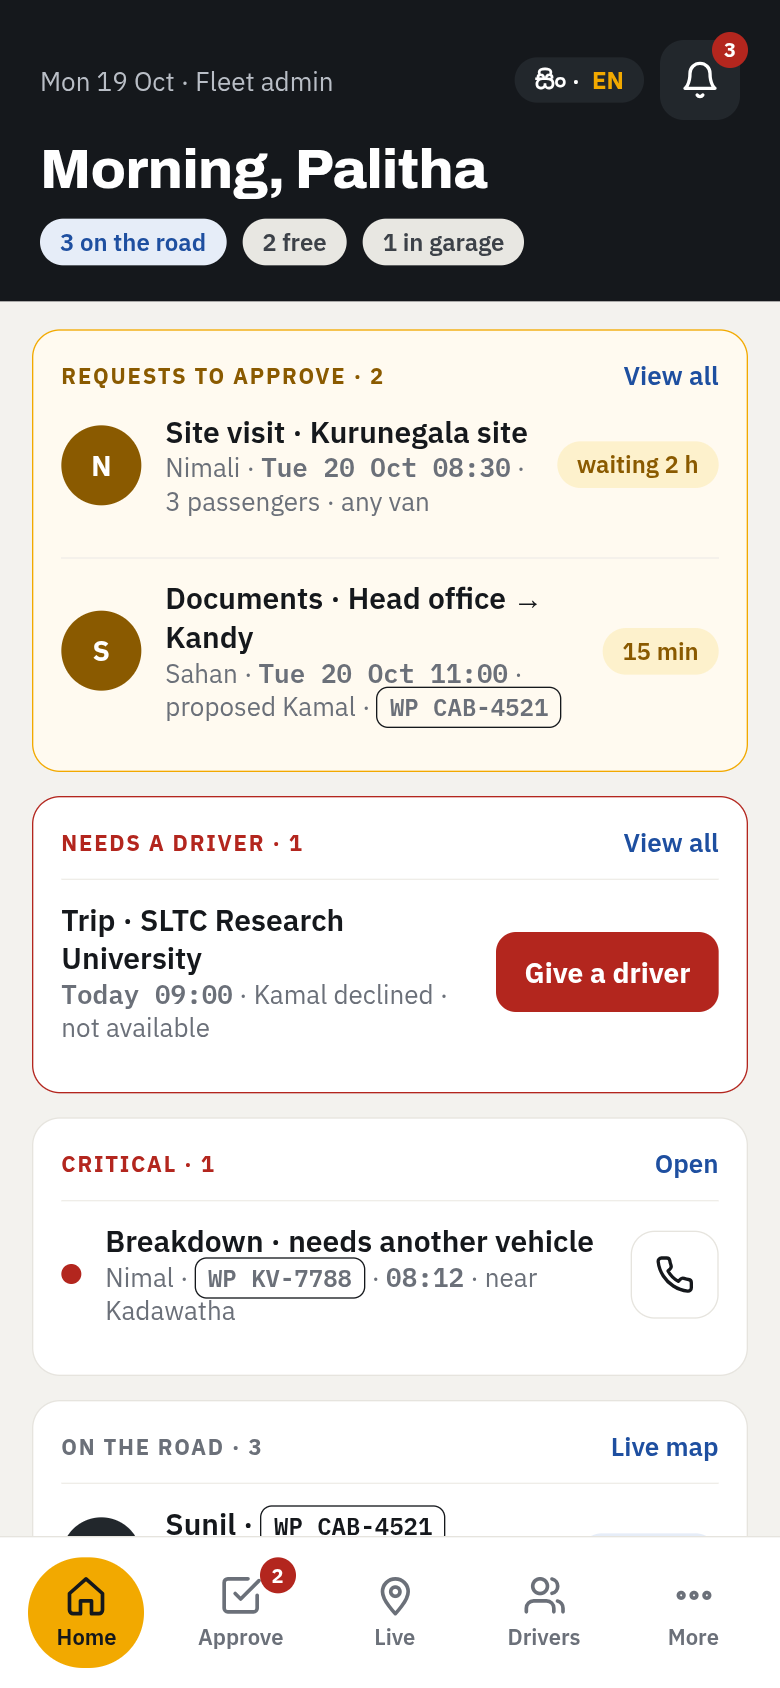 Mon 19 Oct · Fleet admin
සිං · EN
3
Morning, Palitha
3 on the road
2 free
1 in garage
REQUESTS TO APPROVE · 2
View all
N
Site visit · Kurunegala site
Nimali · Tue 20 Oct 08:30 ·
3 passengers · any van
waiting 2 h
S
Documents · Head office →
Kandy
Sahan · Tue 20 Oct 11:00 ·
proposed Kamal · WP CAB-4521
15 min
NEEDS A DRIVER · 1
View all
Trip · SLTC Research
University
Today 09:00 · Kamal declined ·
not available
Give a driver
CRITICAL · 1
Open
Breakdown · needs another vehicle
Nimal · WP KV-7788 · 08:12 · near
Kadawatha
ON THE ROAD · 3
Live map
Sunil · WP CAB-4521
Home
Approve
2
Live
Drivers
More